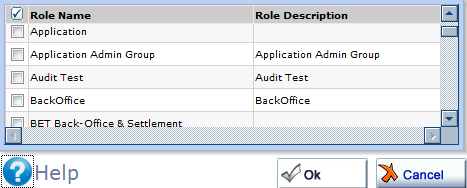 Role Name Role Description
Application
Application Admin Group Application Admin Group
Audit Test Audit Test
BackOffice BackOffice
BET Back-Office & Settlement
? Help Ok Cancel